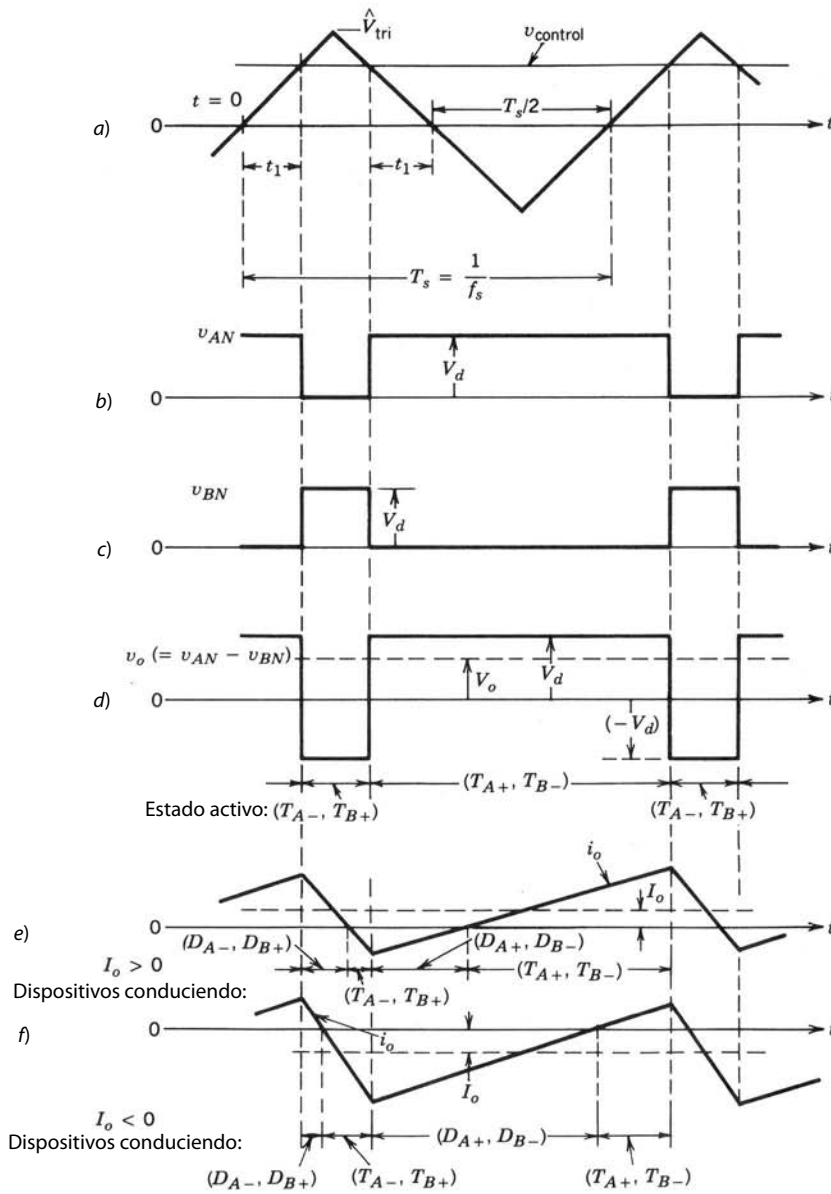 V̂tri
vcontrol
t = 0
Ts/2
a)
0
t
t1
t1
Ts = 1/fs
vAN
Vd
b)
0
t
vBN
Vd
c)
0
t
vo (= vAN − vBN)
Vo
Vd
d)
0
t
(−Vd)
(TA+, TB−)
Estado activo: (TA−, TB+)
(TA−, TB+)
io
Io
e)
0
t
(DA−, DB+)
(DA+, DB−)
Io > 0
(TA+, TB−)
Dispositivos conduciendo:
(TA−, TB+)
f)
0
t
io
Io
Io < 0
Dispositivos conduciendo:
(DA+, DB−)
(DA−, DB+)
(TA−, TB+)
(TA+, TB−)